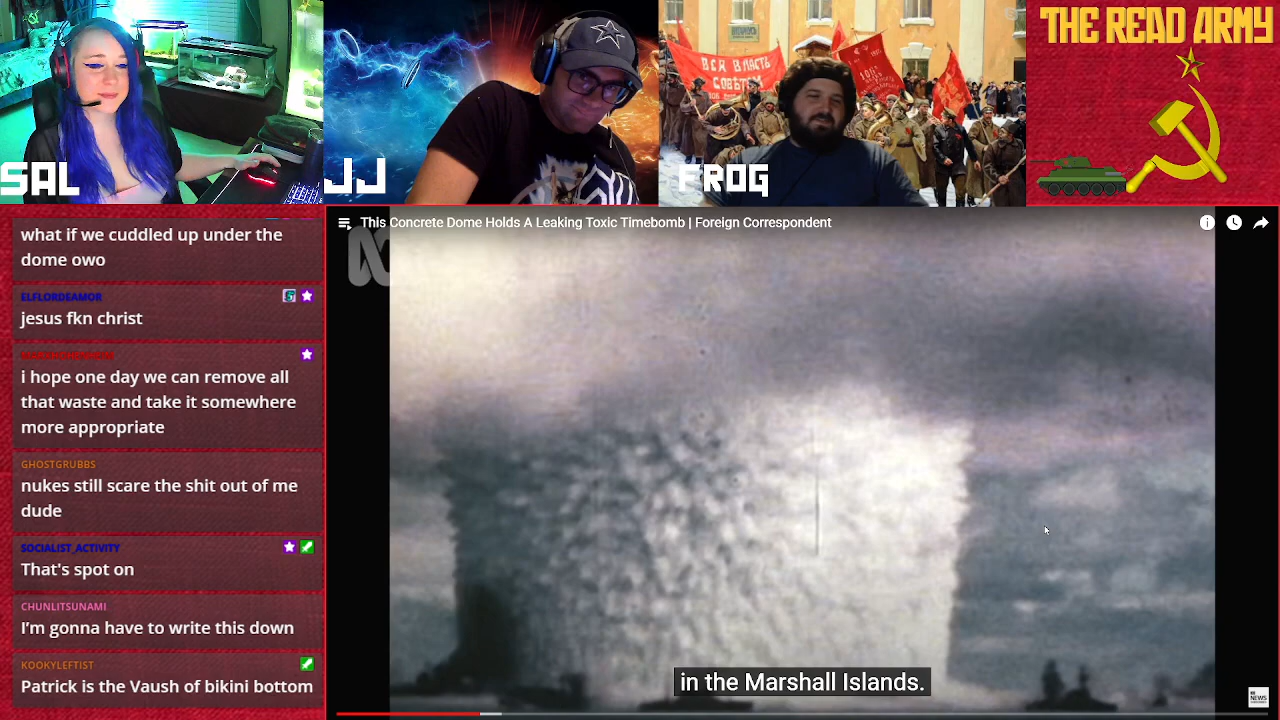 SAL
JJ
FROG
ВСЯ ВЛАСТЬ
СОВѢТАМ
THE READ ARMY
This Concrete Dome Holds A Leaking Toxic Timebomb | Foreign Correspondent
what if we cuddled up under the
dome owo
ELFLORDEAMOR
jesus fkn christ
i hope one day we can remove all
that waste and take it somewhere
more appropriate
GHOSTGRUBBS
nukes still scare the shit out of me
dude
SOCIALIST_ACTIVITY
That's spot on
CHUNLITSUNAMI
I'm gonna have to write this down
KOOKYLEFTIST
Patrick is the Vaush of bikini bottom
in the Marshall Islands.
NEWS